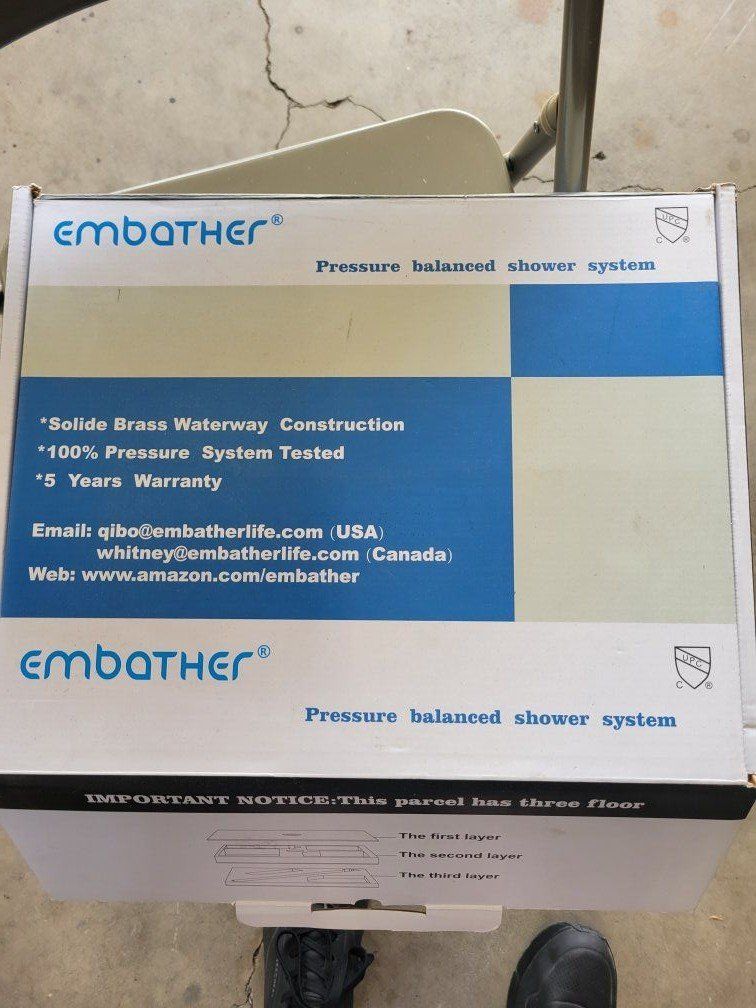 EMBATHER®
UPC
C ®
Pressure balanced shower system
*Solide Brass Waterway Construction
*100% Pressure System Tested
*5 Years Warranty
Email: qibo@embatherlife.com (USA)
whitney@embatherlife.com (Canada)
Web: www.amazon.com/embather
EMBATHER®
UPC
C ®
Pressure balanced shower system
IMPORTANT NOTICE:This parcel has three floor
The first layer
The second layer
The third layer